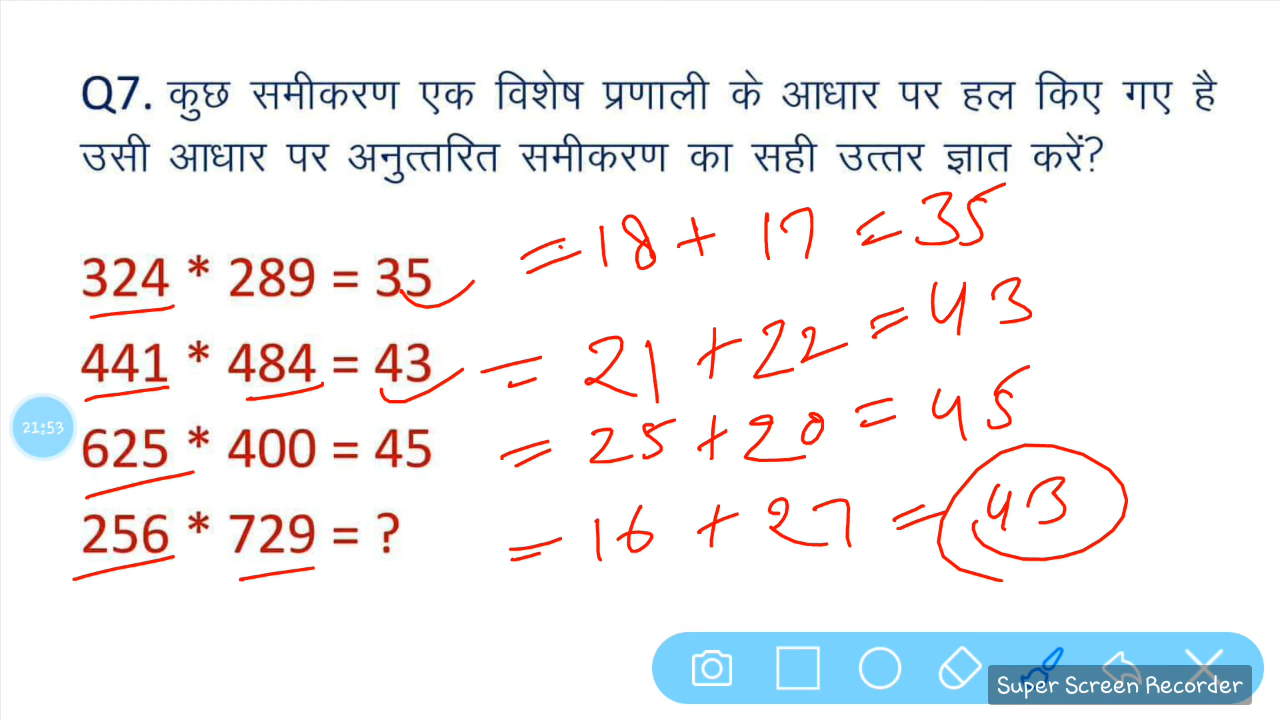 Q7. कुछ समीकरण एक विशेष प्रणाली के आधार पर हल किए गए है
उसी आधार पर अनुत्तरित समीकरण का सही उत्तर ज्ञात करें?
324 * 289 = 35 = 18 + 17 = 35
441 * 484 = 43 = 21 + 22 = 43
625 * 400 = 45 = 25 + 20 = 45
256 * 729 = ? = 16 + 27 = 43
21:53
Super Screen Recorder